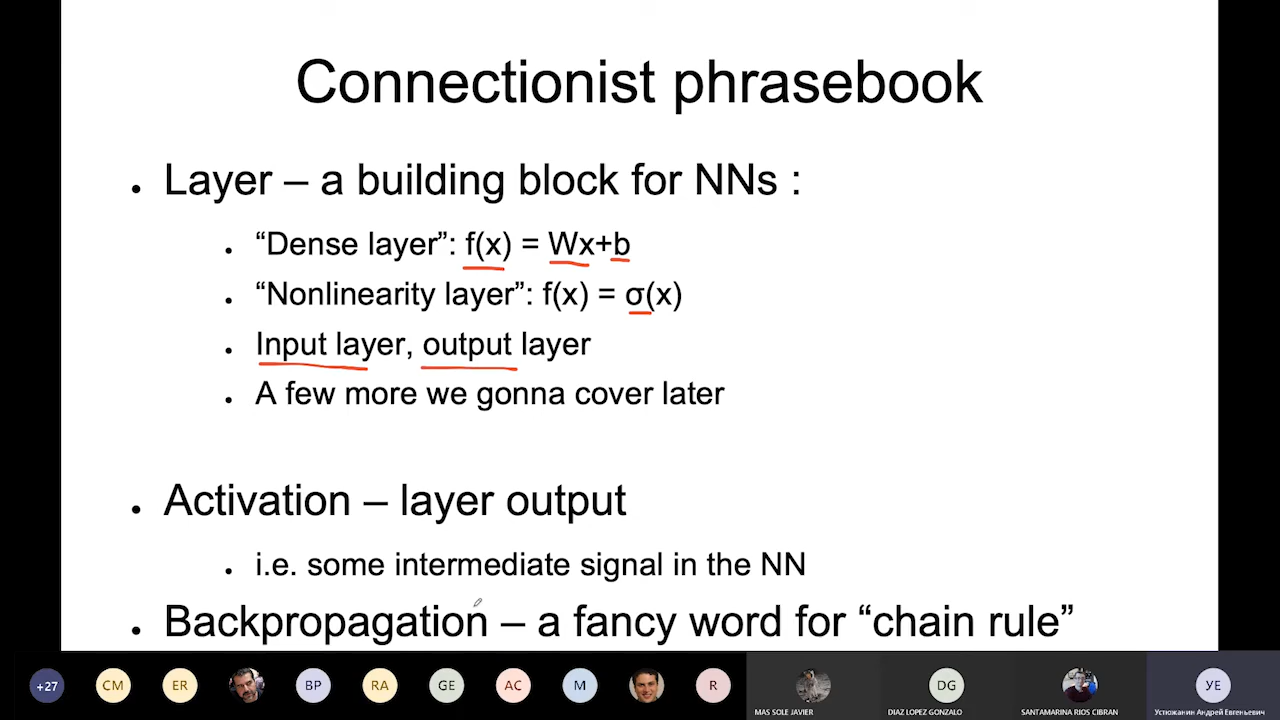 Connectionist phrasebook
• Layer – a building block for NNs :
• “Dense layer”: f(x) = Wx+b
• “Nonlinearity layer”: f(x) = σ(x)
• Input layer, output layer
• A few more we gonna cover later
• Activation – layer output
• i.e. some intermediate signal in the NN
• Backpropagation – a fancy word for “chain rule”
+27 CM ER BP RA GE AC M R DG УЕ
MAS SOLE JAVIER DIAZ LOPEZ GONZALO SANTAMARINA RIOS CIBRAN Устюжанин Андрей Евгеньевич